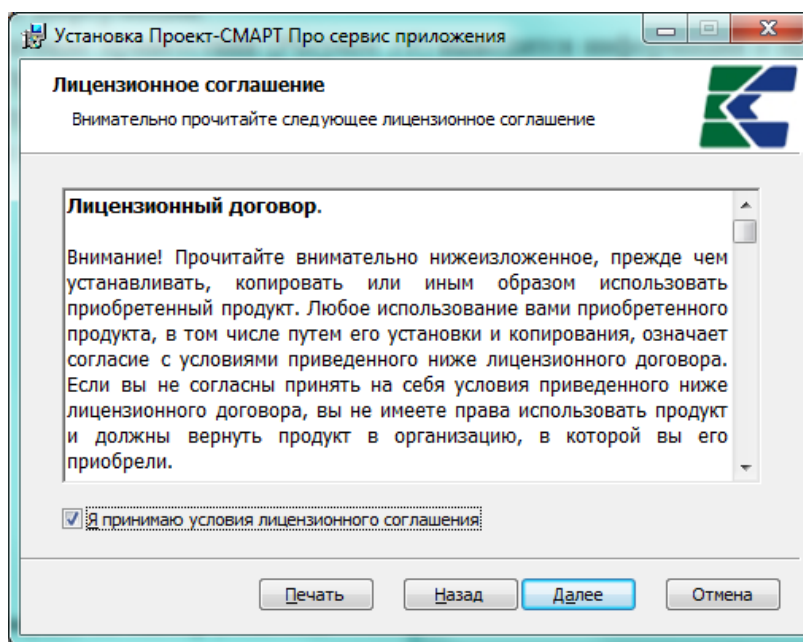 Установка Проект-СМАРТ Про сервис приложения
Лицензионное соглашение
Внимательно прочитайте следующее лицензионное соглашение
Лицензионный договор.
Внимание! Прочитайте внимательно нижеизложенное, прежде чем
устанавливать, копировать или иным образом использовать
приобретенный продукт. Любое использование вами приобретенного
продукта, в том числе путем его установки и копирования, означает
согласие с условиями приведенного ниже лицензионного договора.
Если вы не согласны принять на себя условия приведенного ниже
лицензионного договора, вы не имеете права использовать продукт
и должны вернуть продукт в организацию, в которой вы его
приобрели.
Я принимаю условия лицензионного соглашения
Печать Назад Далее Отмена